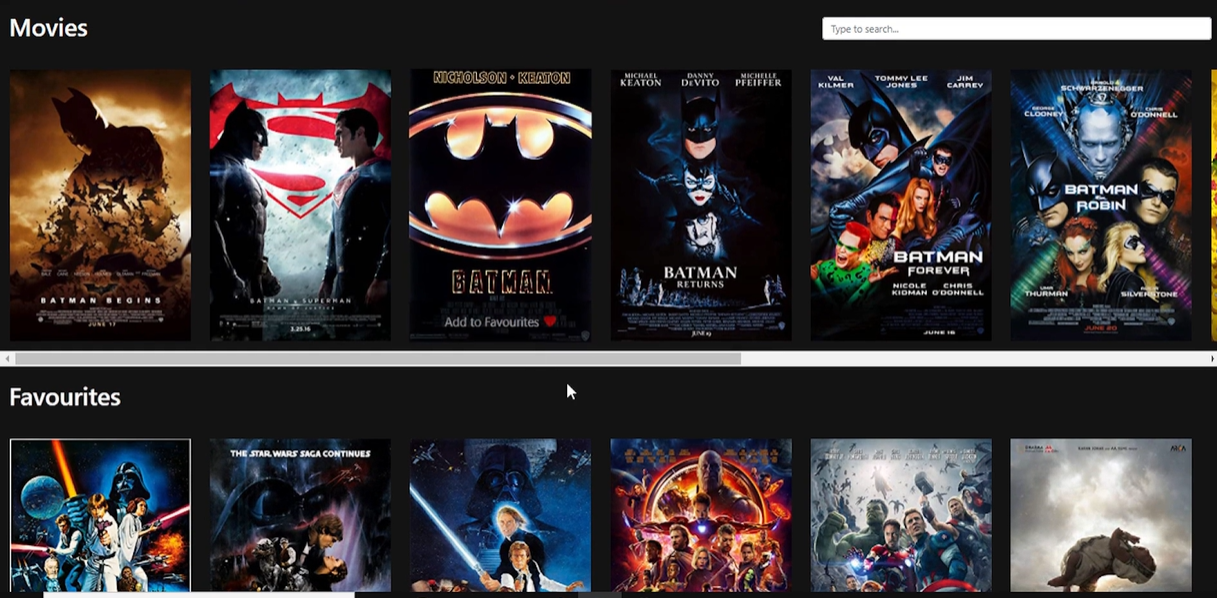 Movies
Type to search...
BATMAN BEGINS
JUNE 17
BATMAN v SUPERMAN
DAWN OF JUSTICE
3.25.16
NICHOLSON • KEATON
BATMAN
Add to Favourites
MICHAEL KEATON
DANNY DeVITO
MICHELLE PFEIFFER
BATMAN
RETURNS
JUNE 19
VAL KILMER
TOMMY LEE JONES
JIM CARREY
BATMAN
FOREVER
NICOLE KIDMAN
CHRIS O'DONNELL
JUNE 16
ARNOLD
SCHWARZENEGGER
GEORGE CLOONEY
CHRIS O'DONNELL
BATMAN
&
ROBIN
UMA THURMAN
ALICIA SILVERSTONE
JUNE 20
Favourites
THE STAR WARS SAGA CONTINUES